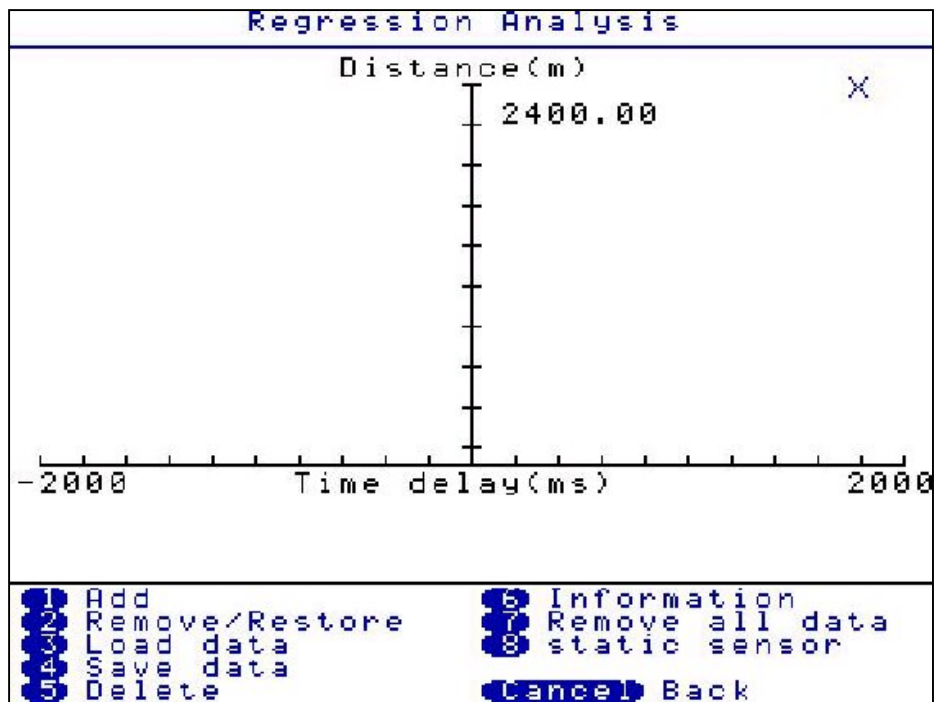 Regression Analysis
Distance(m)
2400.00
-2000 Time delay(ms) 2000
1 Add
2 Remove/Restore
3 Load data
4 Save data
5 Delete
6 Information
7 Remove all data
8 static sensor
Cancel Back